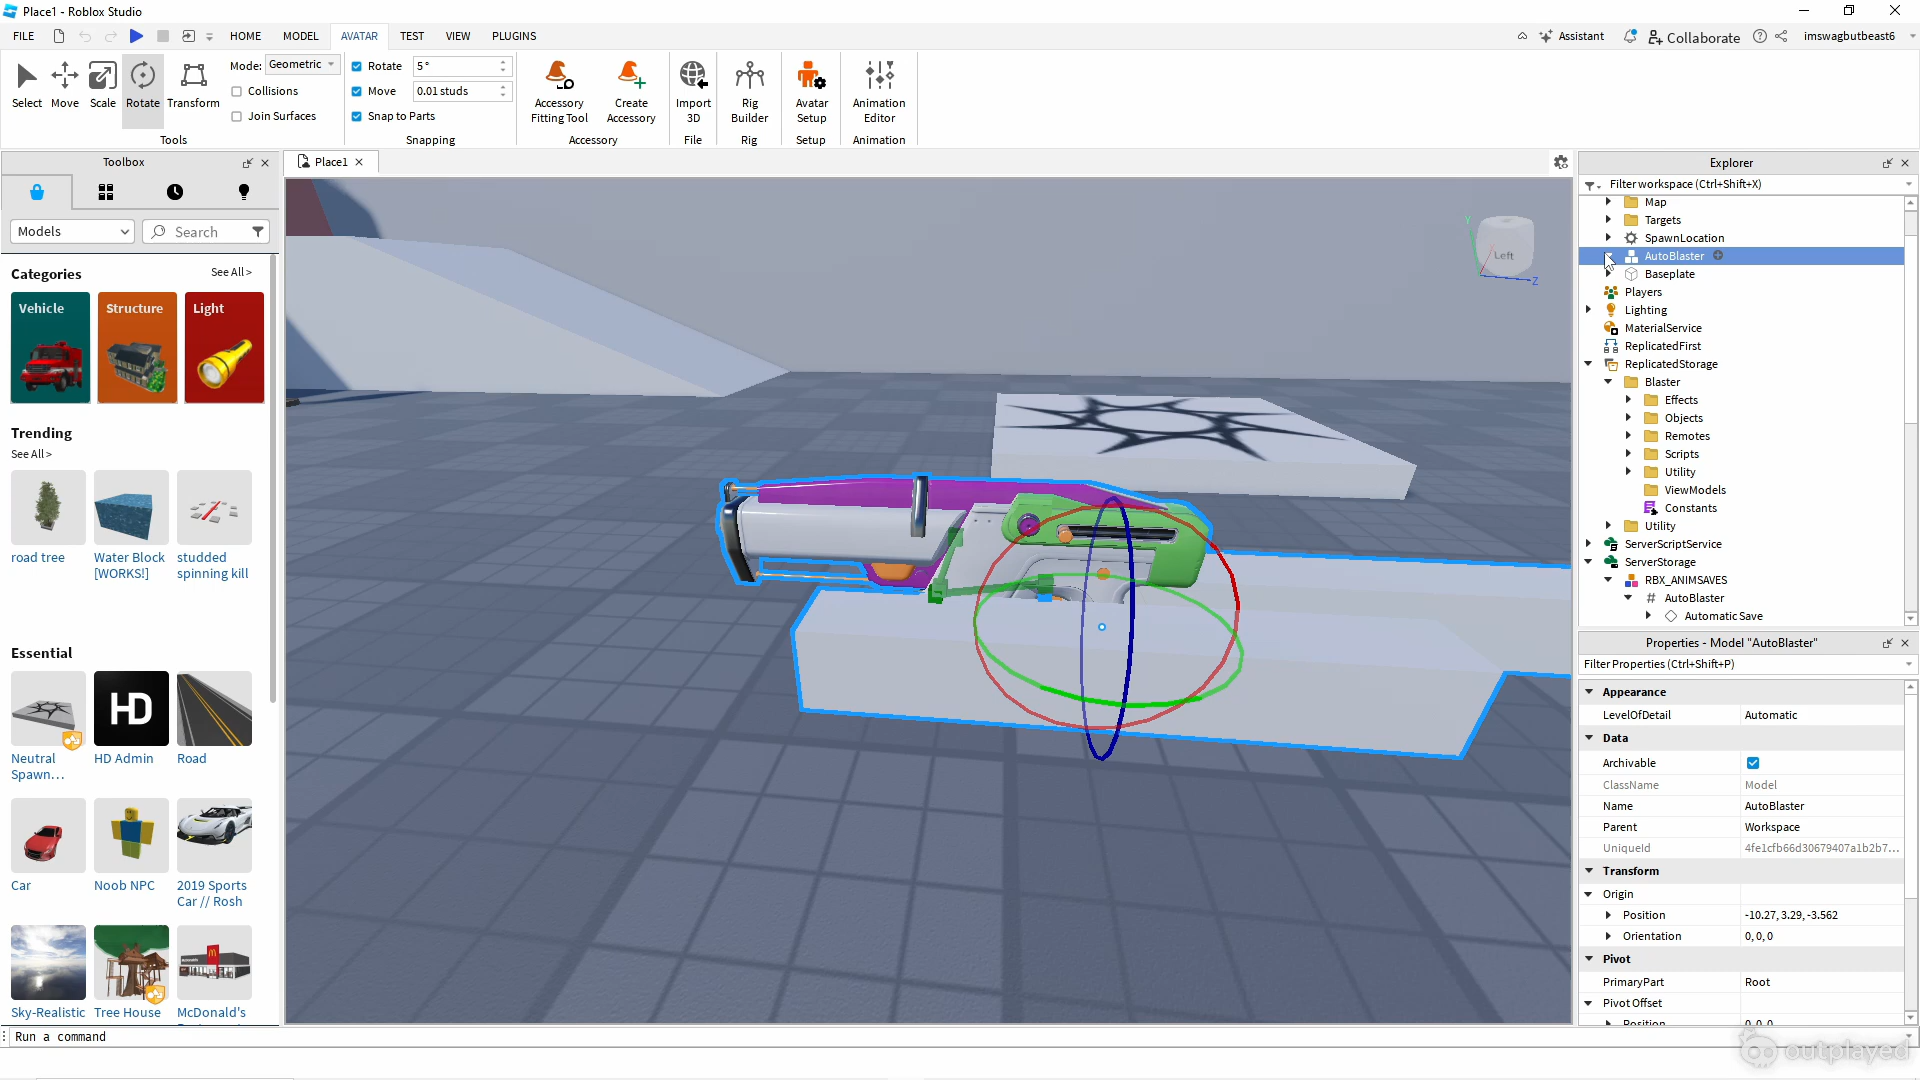 Place1 - Roblox Studio
FILE HOME MODEL AVATAR TEST VIEW PLUGINS Assistant Collaborate imswagbutbeast6
Select Move Scale Rotate Transform
Mode: Geometric
Collisions
Join Surfaces
Tools
Rotate 5°
Move 0.01 studs
Snap to Parts
Snapping
Accessory Fitting Tool
Create Accessory
Accessory
Import 3D
File
Rig Builder
Rig
Avatar Setup
Setup
Animation Editor
Animation
Toolbox
Models Search
Categories See All >
Vehicle Structure Light
Trending
See All >
road tree
Water Block [WORKS!]
studded spinning kill
Essential
HD
Neutral Spawn...
HD Admin
Road
Car
Noob NPC
2019 Sports Car // Rosh
Sky-Realistic
Tree House
McDonald's
Place1
Y
Left
Z
Explorer
Filter workspace (Ctrl+Shift+X)
Map
Targets
SpawnLocation
AutoBlaster
Baseplate
Players
Lighting
MaterialService
ReplicatedFirst
ReplicatedStorage
Blaster
Effects
Objects
Remotes
Scripts
Utility
ViewModels
Constants
Utility
ServerScriptService
ServerStorage
RBX_ANIMSAVES
# AutoBlaster
Automatic Save
Properties - Model "AutoBlaster"
Filter Properties (Ctrl+Shift+P)
Appearance
LevelOfDetail Automatic
Data
Archivable
ClassName Model
Name AutoBlaster
Parent Workspace
UniqueId 4fe1cfb66d30679407a1b2b7...
Transform
Origin
Position -10.27, 3.29, -3.562
Orientation 0, 0, 0
Pivot
PrimaryPart Root
Pivot Offset
Position 0, 0, 0
Run a command
outplayed